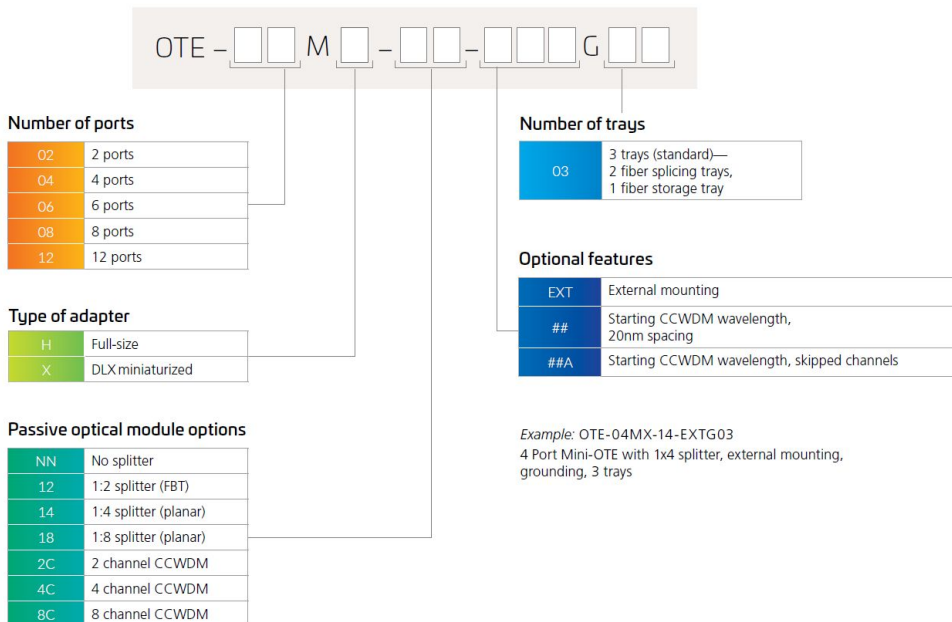 OTE – M – – G
Number of ports
02 2 ports
04 4 ports
06 6 ports
08 8 ports
12 12 ports
Type of adapter
H Full-size
X DLX miniaturized
Passive optical module options
NN No splitter
12 1:2 splitter (FBT)
14 1:4 splitter (planar)
18 1:8 splitter (planar)
2C 2 channel CCWDM
4C 4 channel CCWDM
8C 8 channel CCWDM
Number of trays
03 3 trays (standard)—
2 fiber splicing trays,
1 fiber storage tray
Optional features
EXT External mounting
## Starting CCWDM wavelength,
20nm spacing
##A Starting CCWDM wavelength, skipped channels
Example: OTE-04MX-14-EXTG03
4 Port Mini-OTE with 1x4 splitter, external mounting,
grounding, 3 trays